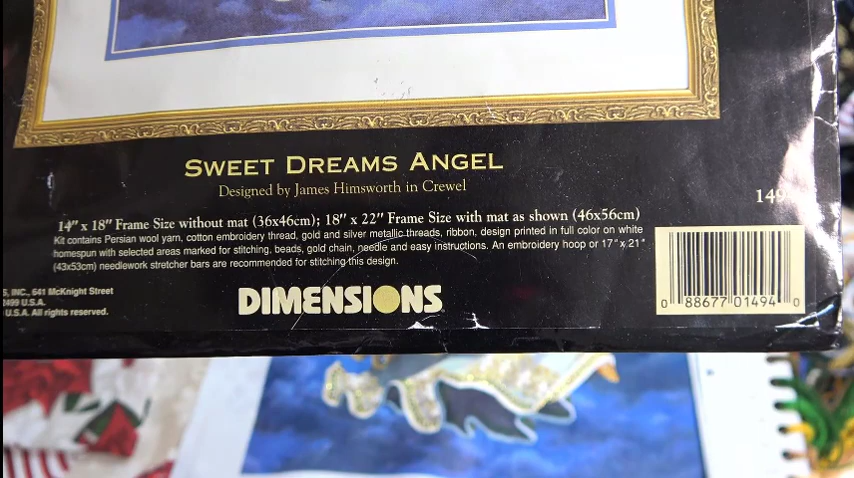 SWEET DREAMS ANGEL
Designed by James Himsworth in Crewel
149
14" x 18" Frame Size without mat (36x46cm); 18" x 22" Frame Size with mat as shown (46x56cm)
Kit contains Persian wool yarn, cotton embroidery thread, gold and silver metallic threads, ribbon, design printed in full color on white
homespun with selected areas marked for stitching, beads, gold chain, needle and easy instructions. An embroidery hoop or 17" x 21"
(43x53cm) needlework stretcher bars are recommended for stitching this design.
S, INC., 641 McKnight Street
2499 U.S.A.
U.S.A. All rights reserved.
DIMENSIONS
0 88677 01494 0